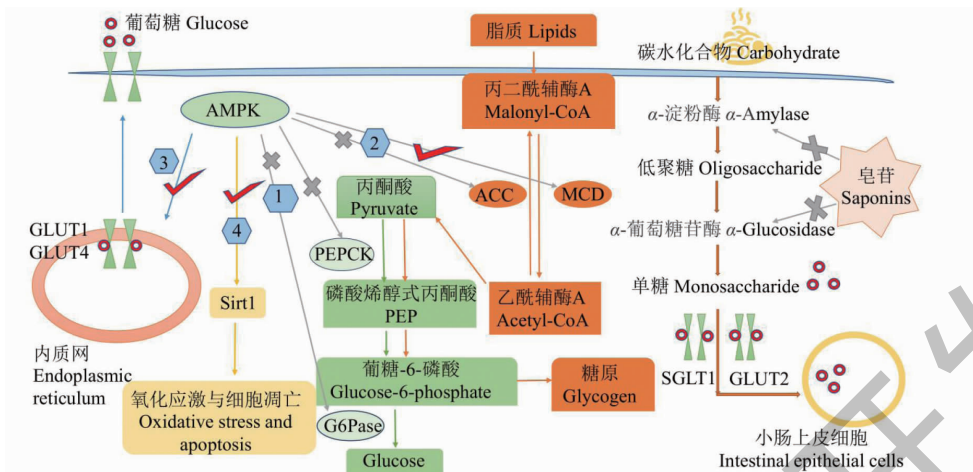 葡萄糖 Glucose
脂质 Lipids
碳水化合物 Carbohydrate
丙二酰辅酶A
Malonyl-CoA
AMPK
α-淀粉酶 α-Amylase
2
3
1
4
低聚糖 Oligosaccharide
皂苷
Saponins
丙酮酸
Pyruvate
ACC
MCD
GLUT1
GLUT4
α-葡萄糖苷酶 α-Glucosidase
PEPCK
Sirt1
磷酸烯醇式丙酮酸
PEP
乙酰辅酶A
Acetyl-CoA
单糖 Monosaccharide
内质网
Endoplasmic
reticulum
葡糖-6-磷酸
Glucose-6-phosphate
糖原
Glycogen
SGLT1
GLUT2
氧化应激与细胞凋亡
Oxidative stress and
apoptosis
G6Pase
Glucose
小肠上皮细胞
Intestinal epithelial cells